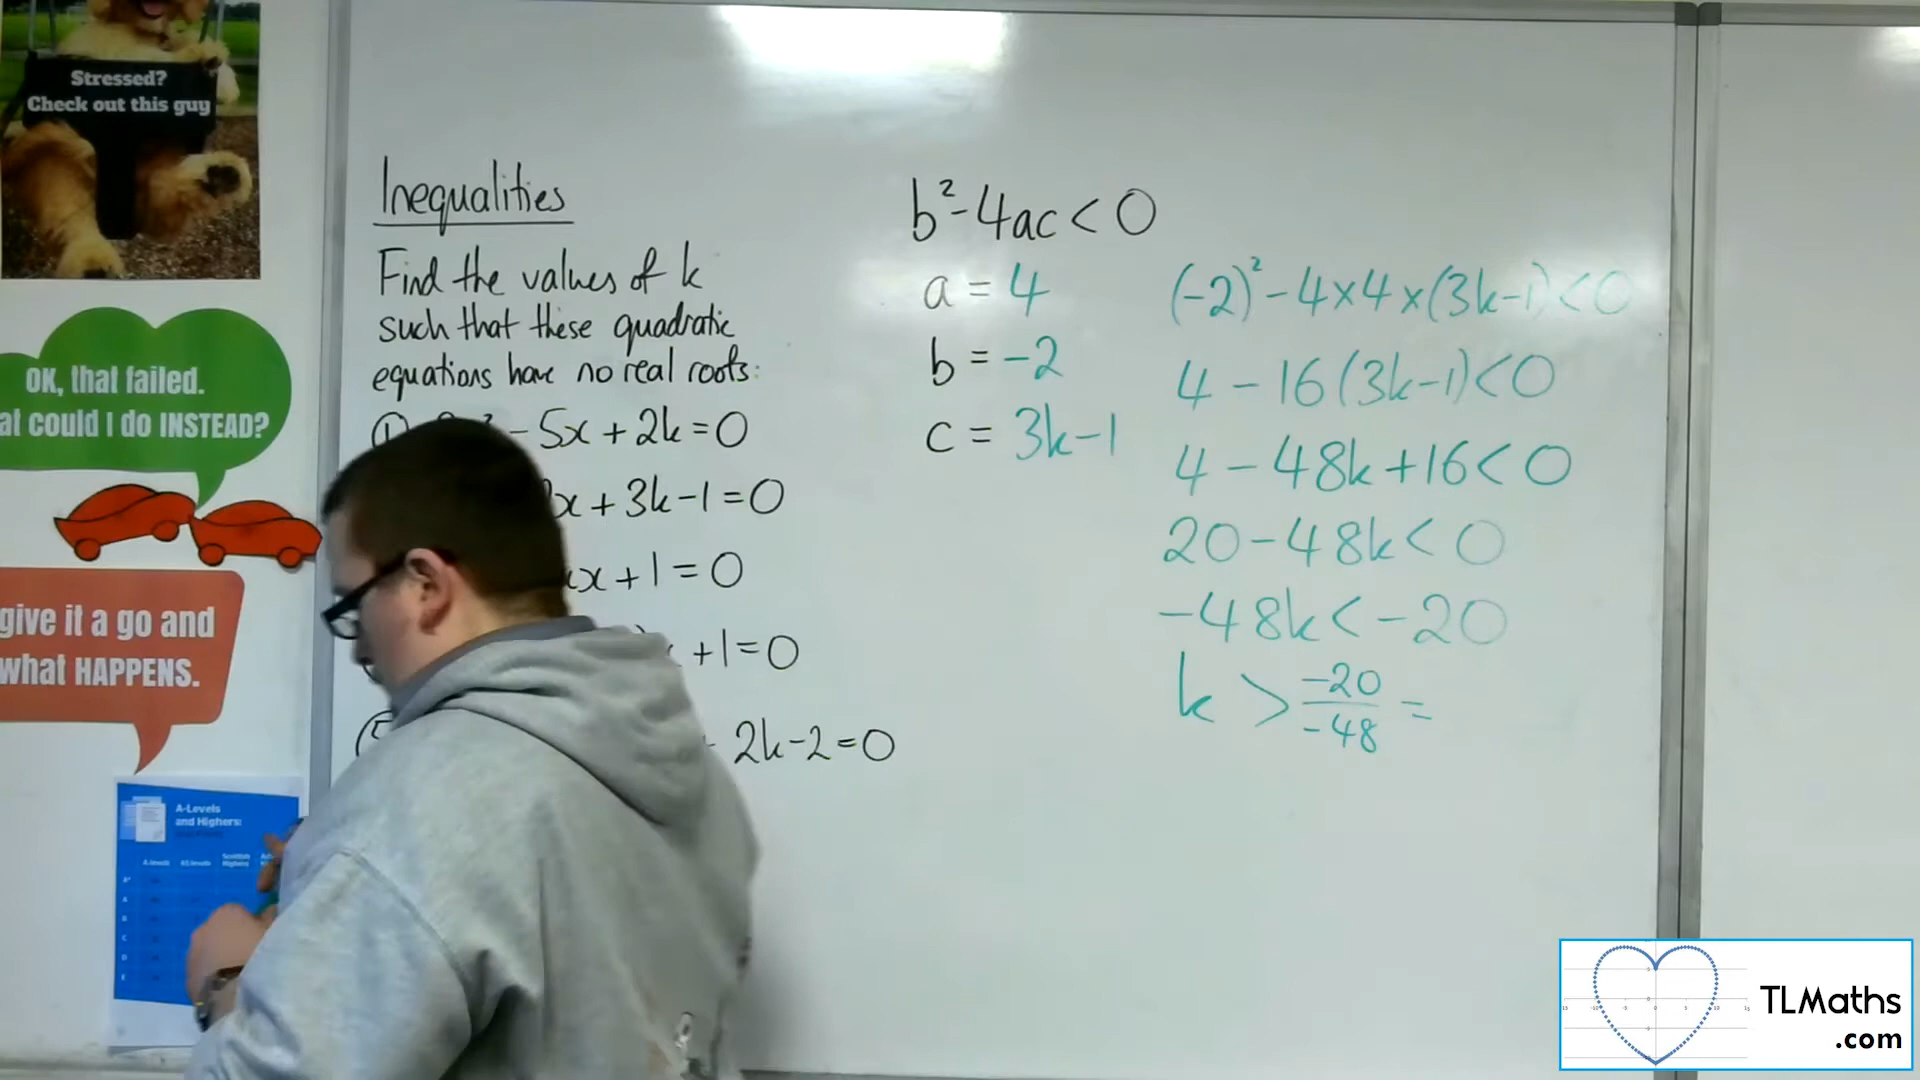 Stressed?
Check out this guy
OK, that failed.
could I do INSTEAD?
give it a go and
what HAPPENS.
A-Levels
and Highers:
Inequalities
Find the values of k
such that these quadratic
equations have no real roots:
① - 5x + 2k = 0
x + 3k - 1 = 0
x + 1 = 0
+ 1 = 0
2k - 2 = 0
b² - 4ac < 0
a = 4
b = -2
c = 3k - 1
(-2)² - 4 × 4 × (3k - 1) < 0
4 - 16(3k - 1) < 0
4 - 48k + 16 < 0
20 - 48k < 0
-48k < -20
k > -20/-48 =
TLMaths
.com